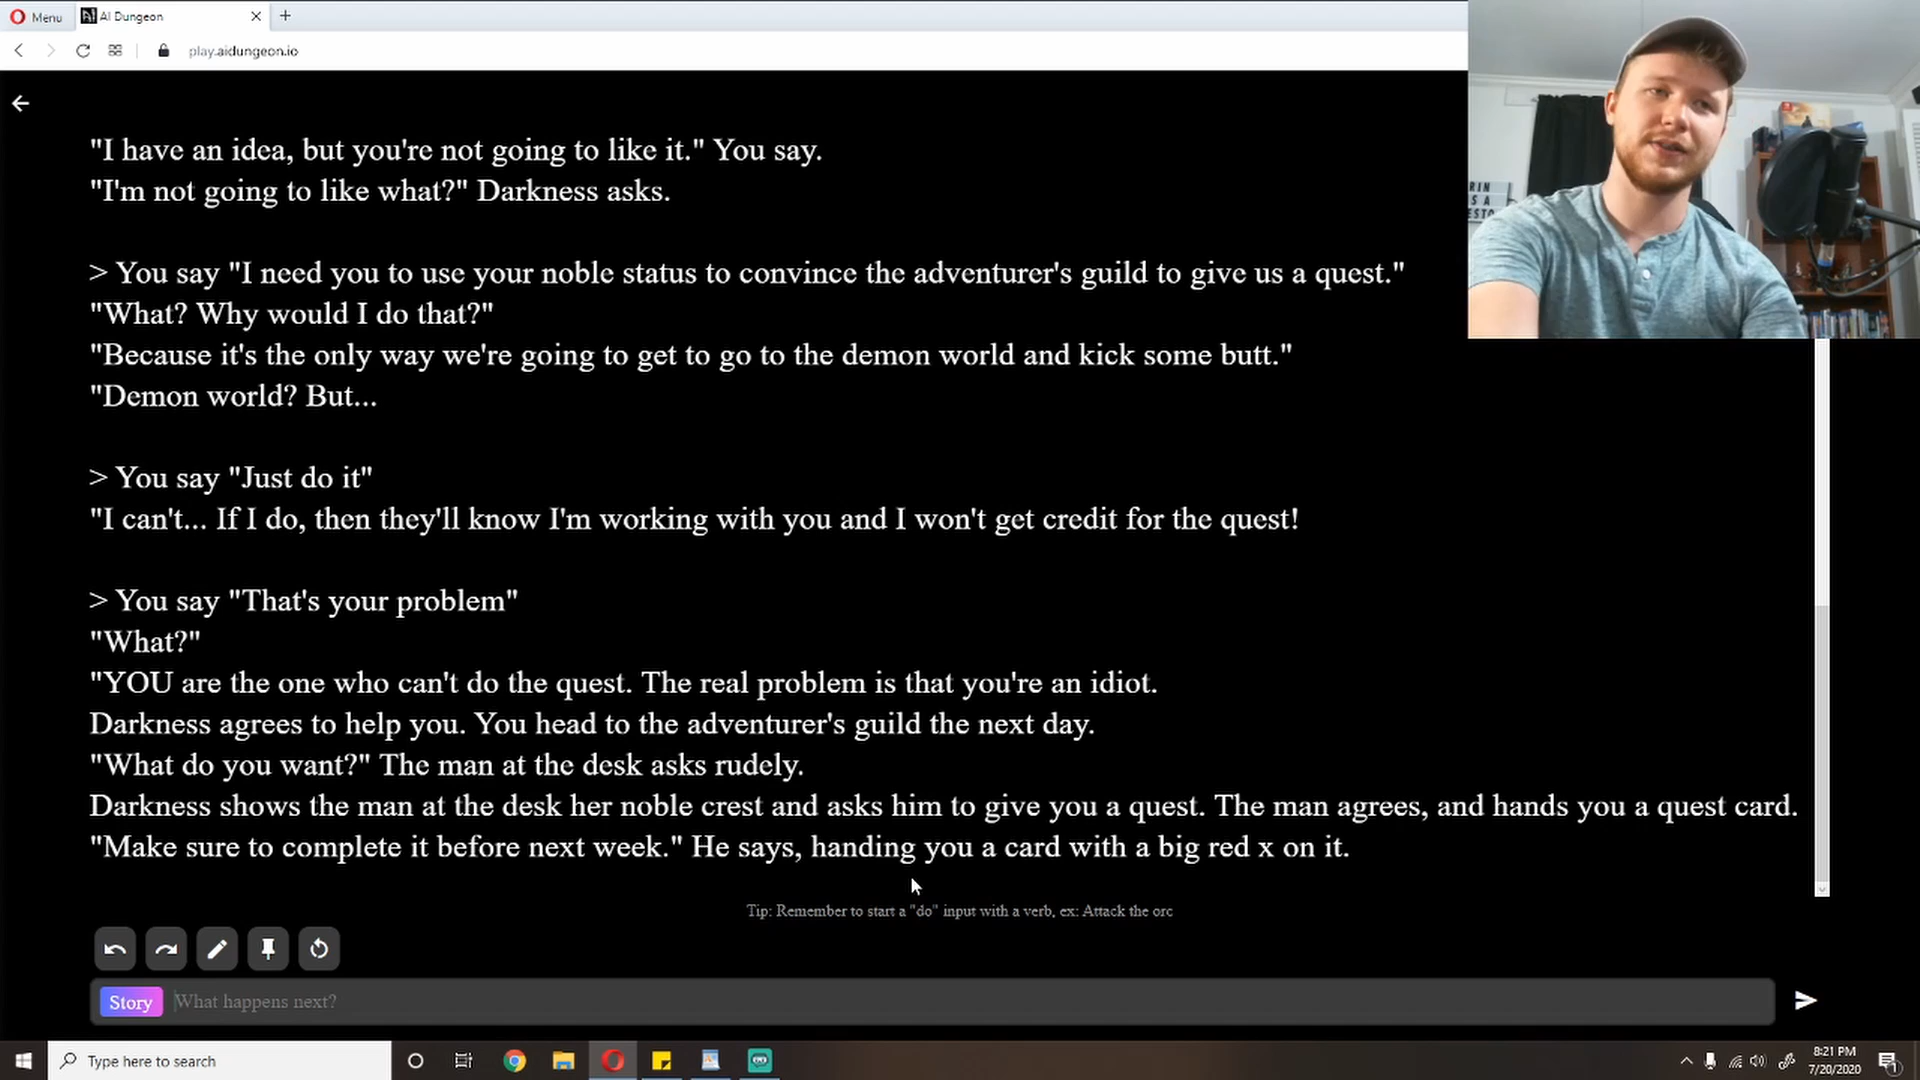 Menu
AI Dungeon
play.aidungeon.io
"I have an idea, but you're not going to like it." You say.
"I'm not going to like what?" Darkness asks.
> You say "I need you to use your noble status to convince the adventurer's guild to give us a quest."
"What? Why would I do that?"
"Because it's the only way we're going to get to go to the demon world and kick some butt."
"Demon world? But...
> You say "Just do it"
"I can't... If I do, then they'll know I'm working with you and I won't get credit for the quest!
> You say "That's your problem"
"What?"
"YOU are the one who can't do the quest. The real problem is that you're an idiot.
Darkness agrees to help you. You head to the adventurer's guild the next day.
"What do you want?" The man at the desk asks rudely.
Darkness shows the man at the desk her noble crest and asks him to give you a quest. The man agrees, and hands you a quest card.
"Make sure to complete it before next week." He says, handing you a card with a big red x on it.
Tip: Remember to start a "do" input with a verb, ex: Attack the orc
Story What happens next?
Type here to search
8:21 PM
7/20/2020